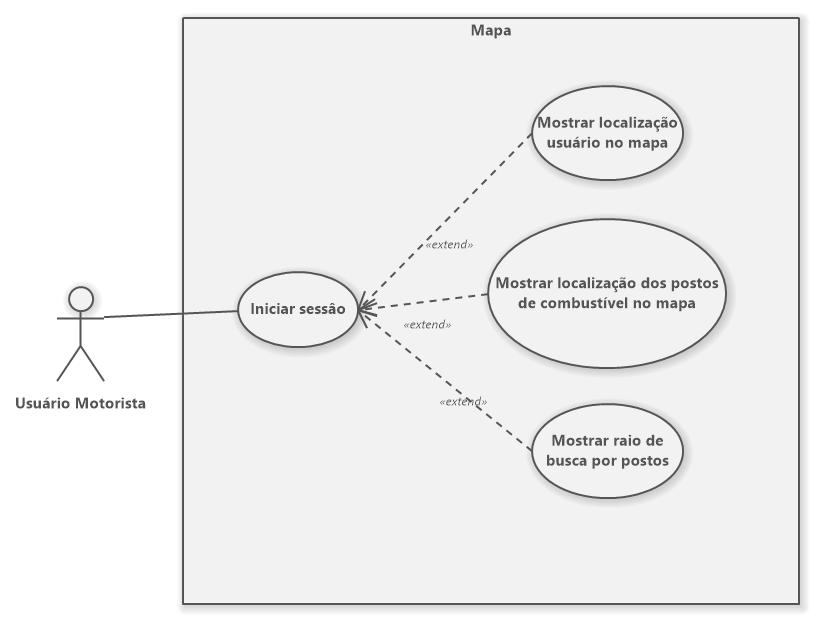 Mapa
Mostrar localização
usuário no mapa
«extend»
Mostrar localização dos postos
de combustível no mapa
Iniciar sessâo
«extend»
Usuário Motorista
«extend»
Mostrar raio de
busca por postos